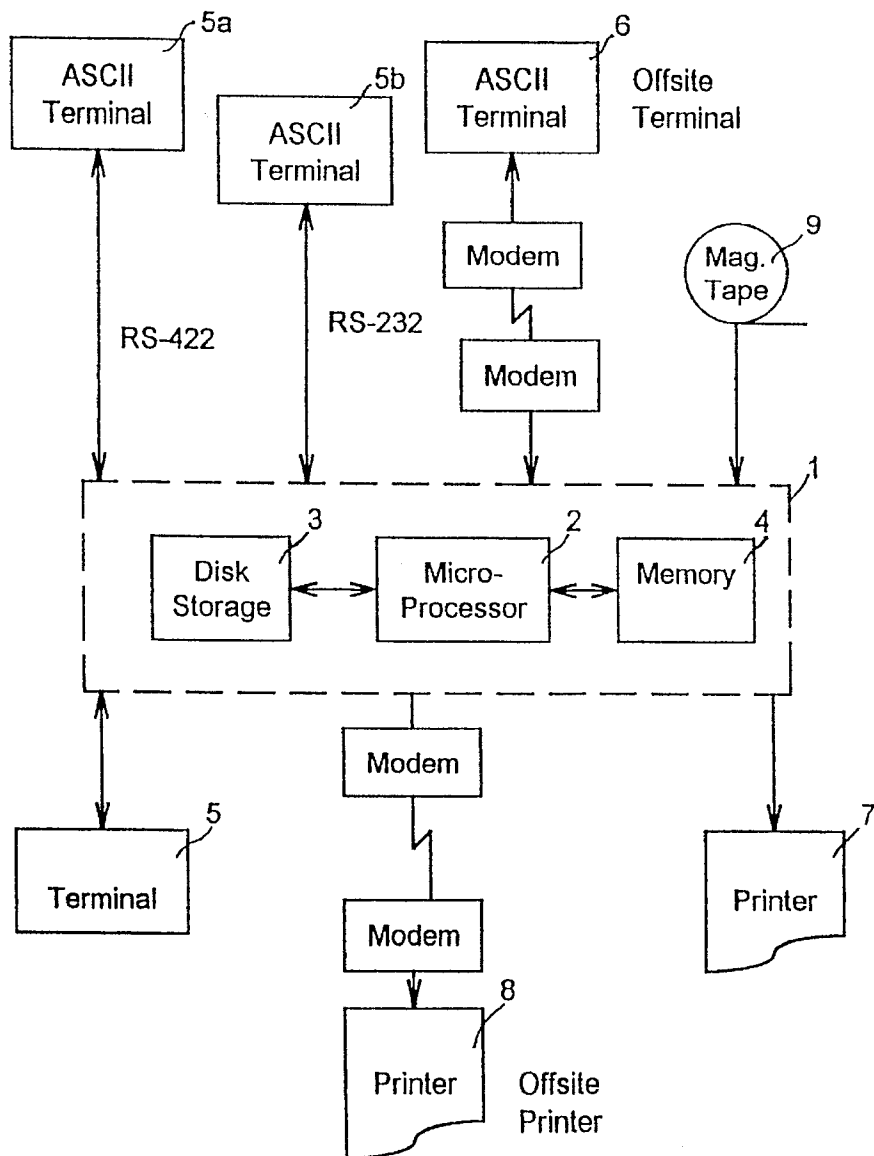 5a
ASCII
Terminal
5b
ASCII
Terminal
6
ASCII
Terminal
Offsite
Terminal
Modem
9
Mag.
Tape
RS-422
RS-232
Modem
1
3
Disk
Storage
2
Micro-
Processor
4
Memory
Modem
5
Terminal
7
Printer
Modem
8
Printer
Offsite
Printer